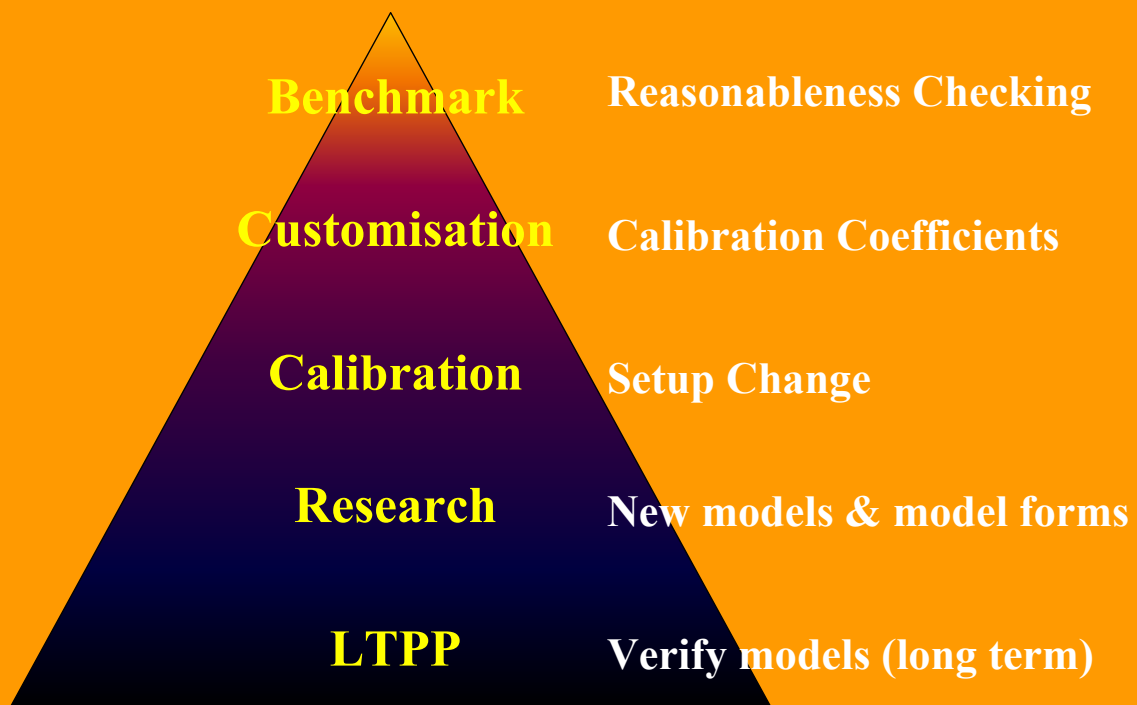 Benchmark Reasonableness Checking
Customisation Calibration Coefficients
Calibration Setup Change
Research New models & model forms
LTPP Verify models (long term)